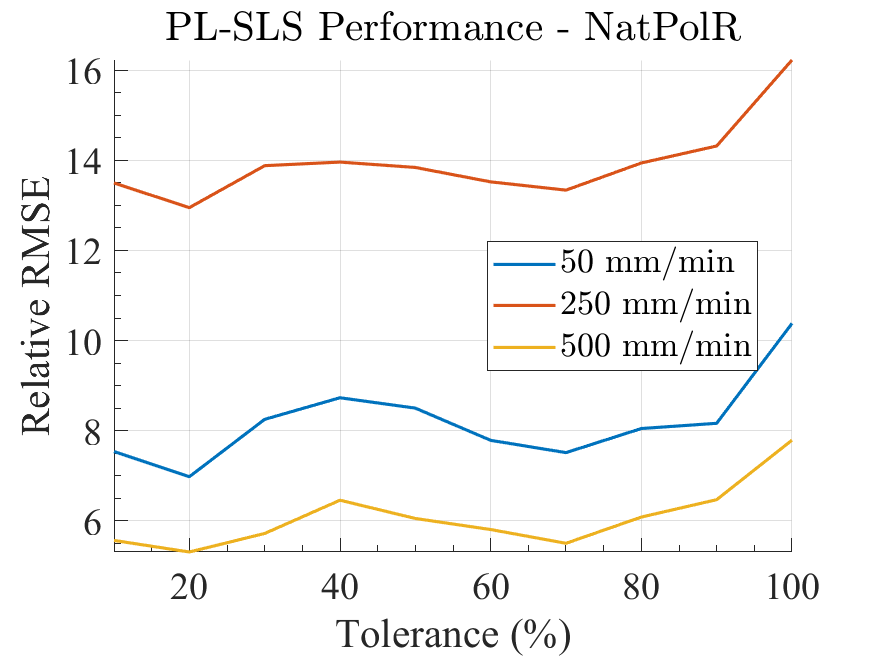 PL-SLS Performance - NatPolR
16
14
12
10
8
6
Relative RMSE
50 mm/min
250 mm/min
500 mm/min
20 40 60 80 100
Tolerance (%)